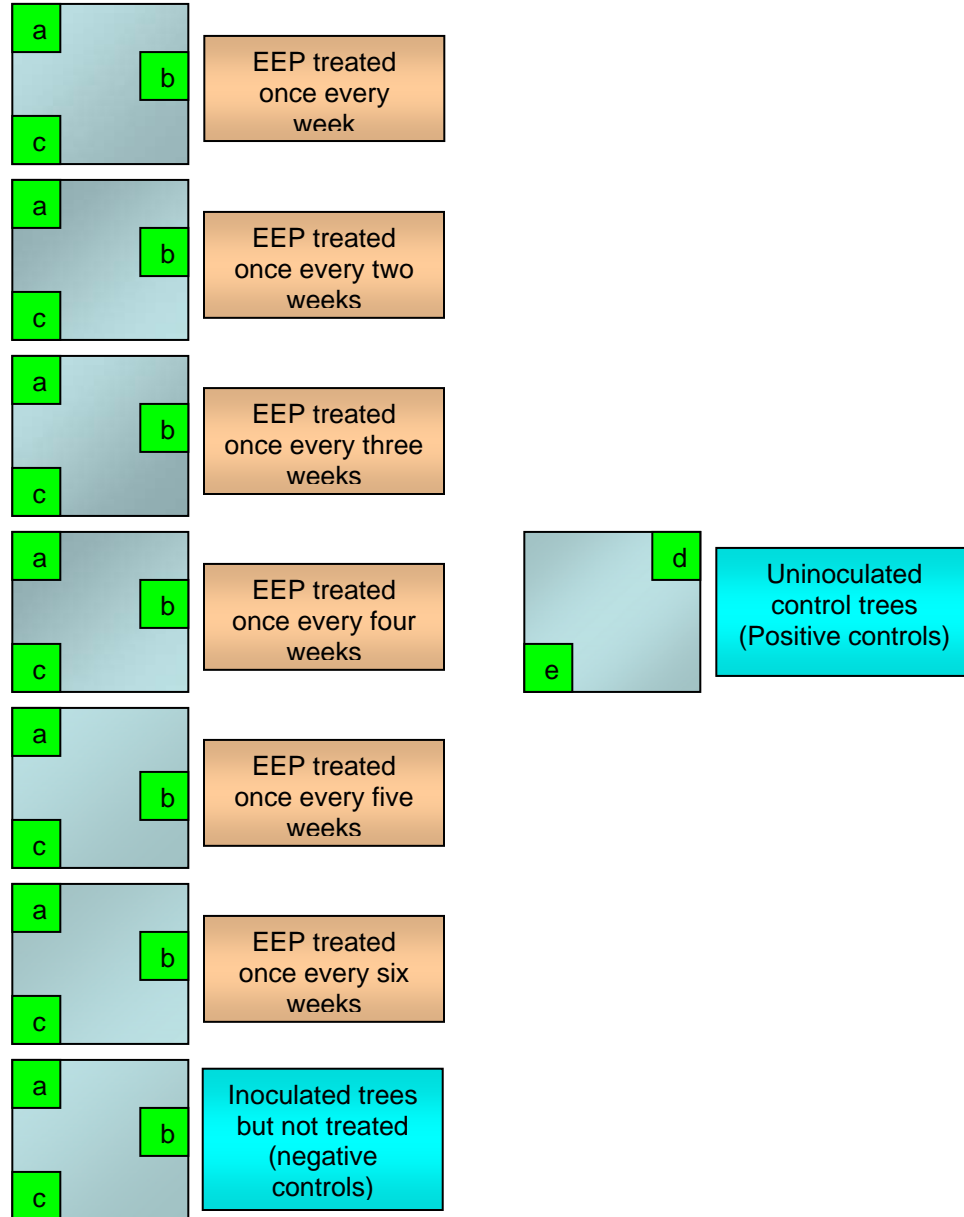 a
b
c
EEP treated
once every
week
a
b
c
EEP treated
once every two
weeks
a
b
c
EEP treated
once every three
weeks
a
b
c
EEP treated
once every four
weeks
d
e
Uninoculated
control trees
(Positive controls)
a
b
c
EEP treated
once every five
weeks
a
b
c
EEP treated
once every six
weeks
a
b
c
Inoculated trees
but not treated
(negative
controls)